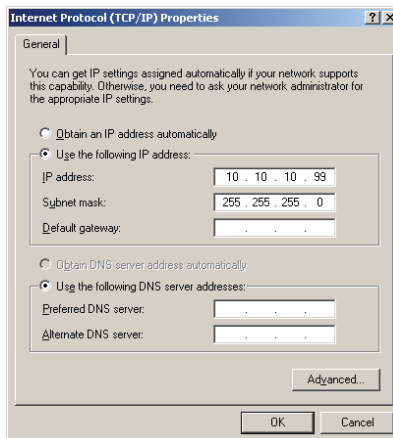 Internet Protocol (TCP/IP) Properties
General
You can get IP settings assigned automatically if your network supports
this capability. Otherwise, you need to ask your network administrator for
the appropriate IP settings.
Obtain an IP address automatically
Use the following IP address:
IP address: 10 . 10 . 10 . 99
Subnet mask: 255 . 255 . 255 . 0
Default gateway: . . .
Obtain DNS server address automatically
Use the following DNS server addresses:
Preferred DNS server: . . .
Alternate DNS server: . . .
Advanced...
OK Cancel